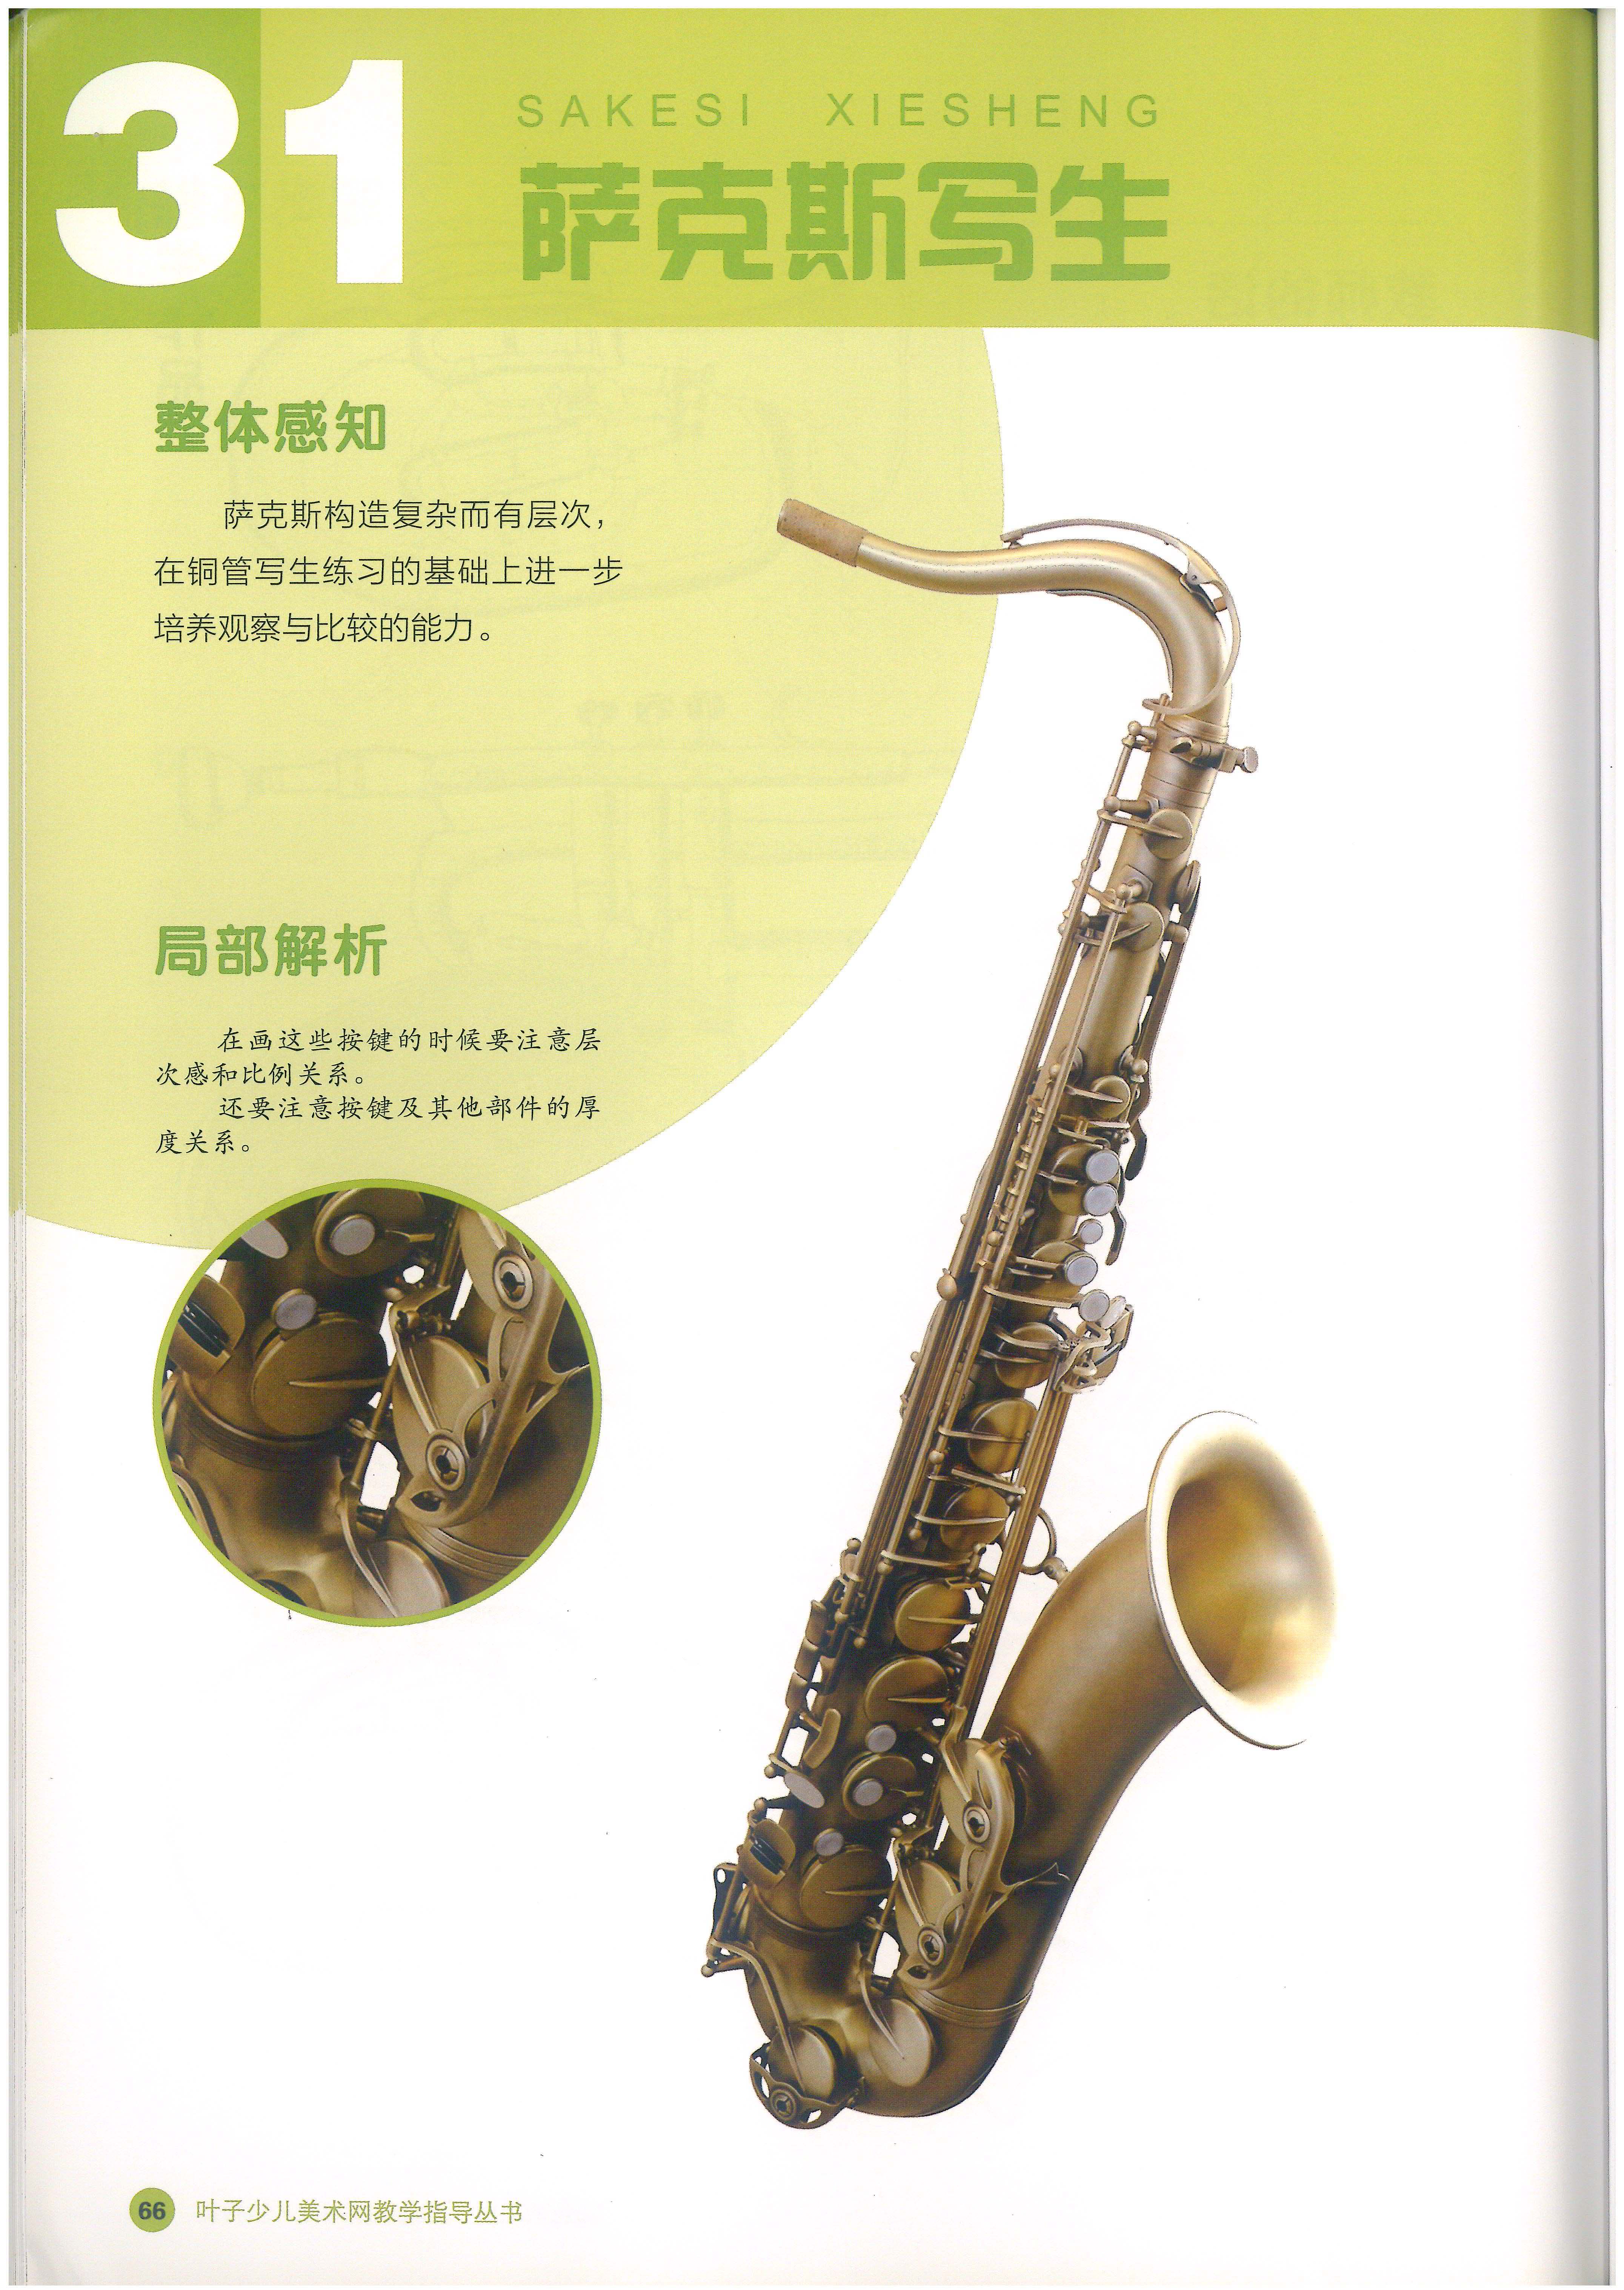 31
SAKESI XIESHENG
萨克斯写生
整体感知
萨克斯构造复杂而有层次，
在铜管写生练习的基础上进一步
培养观察与比较的能力。
局部解析
在画这些按键的时候要注意层
次感和比例关系。
还要注意按键及其他部件的厚
度关系。
66 叶子少儿美术网教学指导丛书